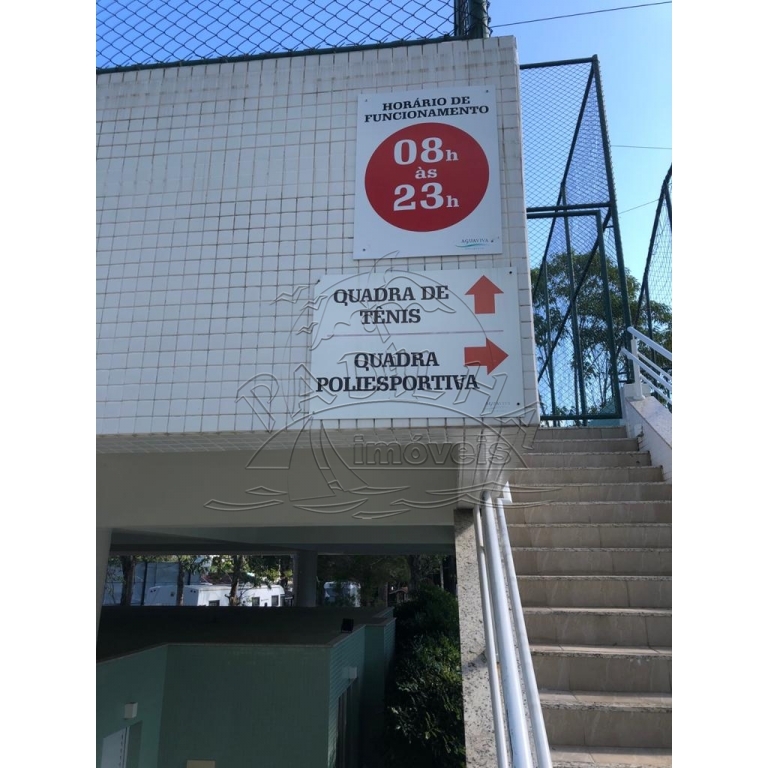 HORÁRIO DE
FUNCIONAMENTO
08h
às
23h
QUADRA DE
TÊNIS
QUADRA
POLIESPORTIVA
imóveis